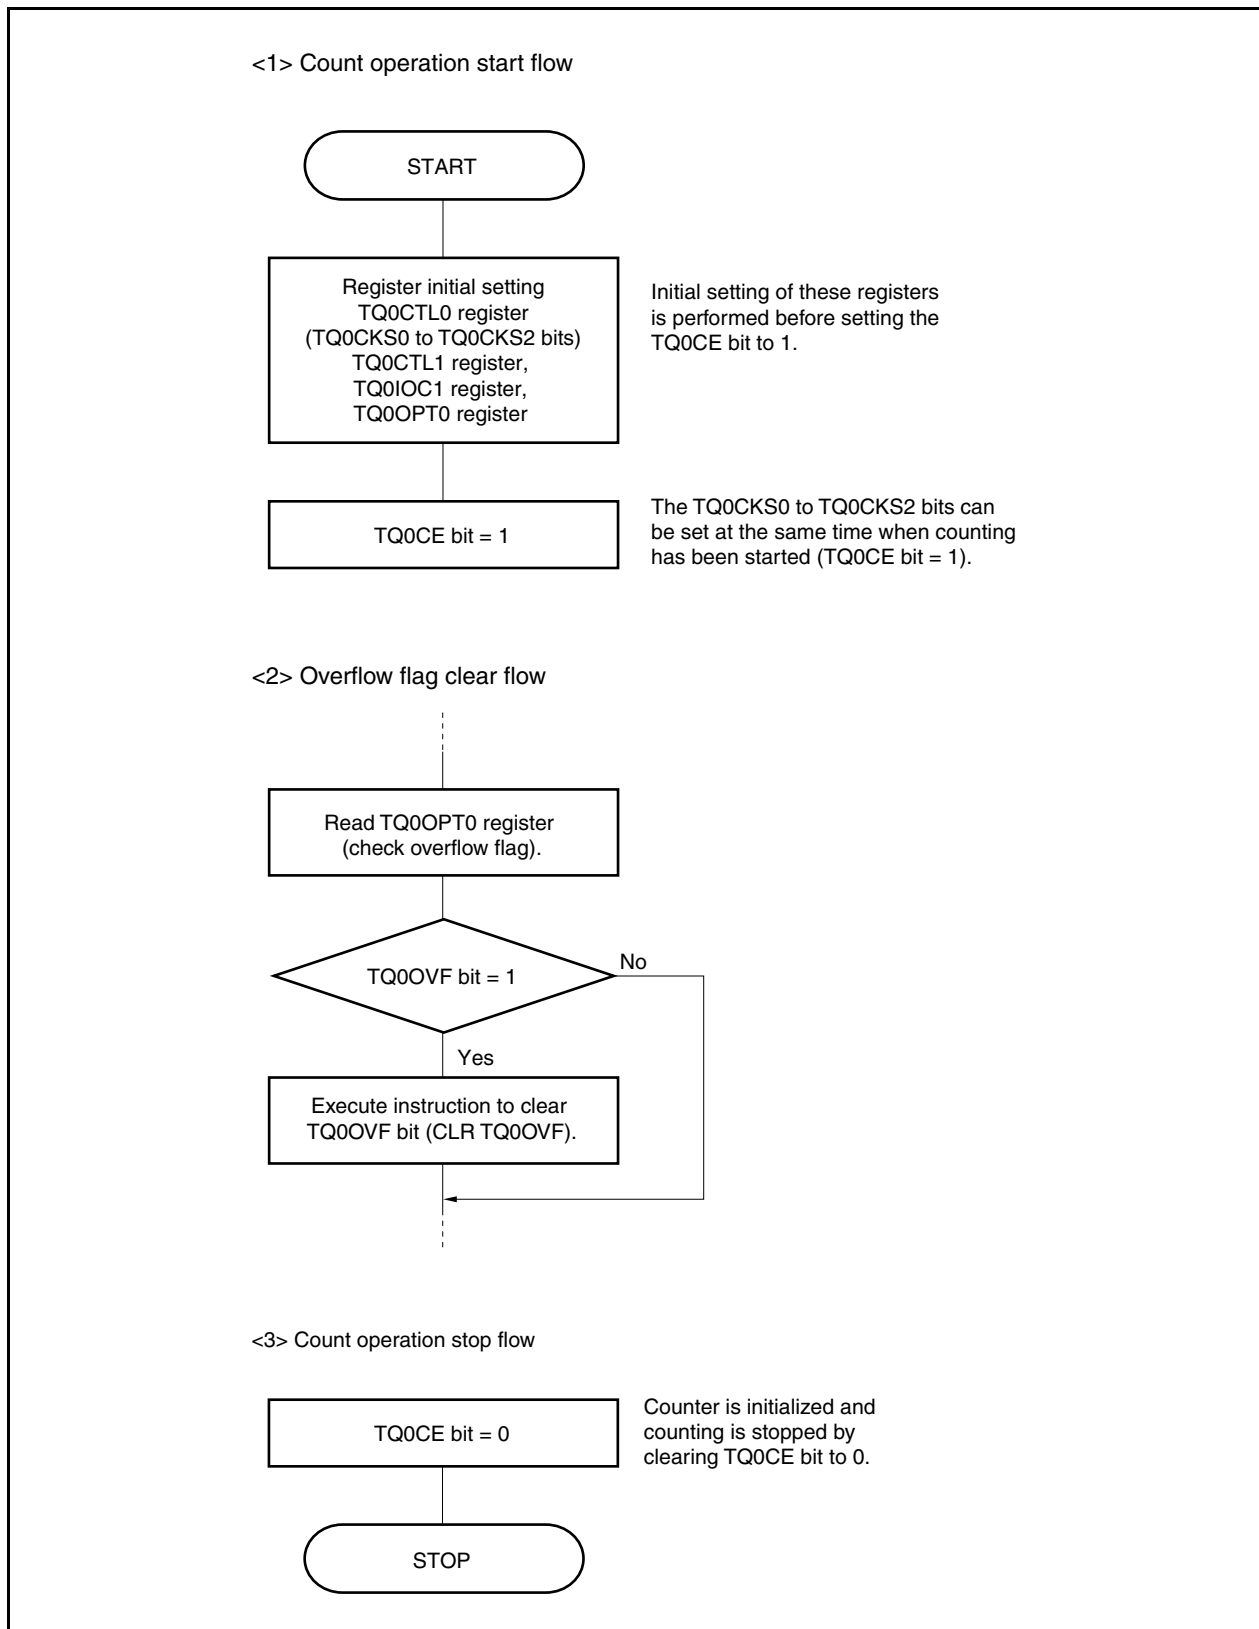 <1> Count operation start flow
START
Register initial setting
TQ0CTL0 register
(TQ0CKS0 to TQ0CKS2 bits)
TQ0CTL1 register,
TQ0IOC1 register,
TQ0OPT0 register
Initial setting of these registers
is performed before setting the
TQ0CE bit to 1.
TQ0CE bit = 1
The TQ0CKS0 to TQ0CKS2 bits can
be set at the same time when counting
has been started (TQ0CE bit = 1).
<2> Overflow flag clear flow
Read TQ0OPT0 register
(check overflow flag).
TQ0OVF bit = 1
No
Yes
Execute instruction to clear
TQ0OVF bit (CLR TQ0OVF).
<3> Count operation stop flow
TQ0CE bit = 0
Counter is initialized and
counting is stopped by
clearing TQ0CE bit to 0.
STOP